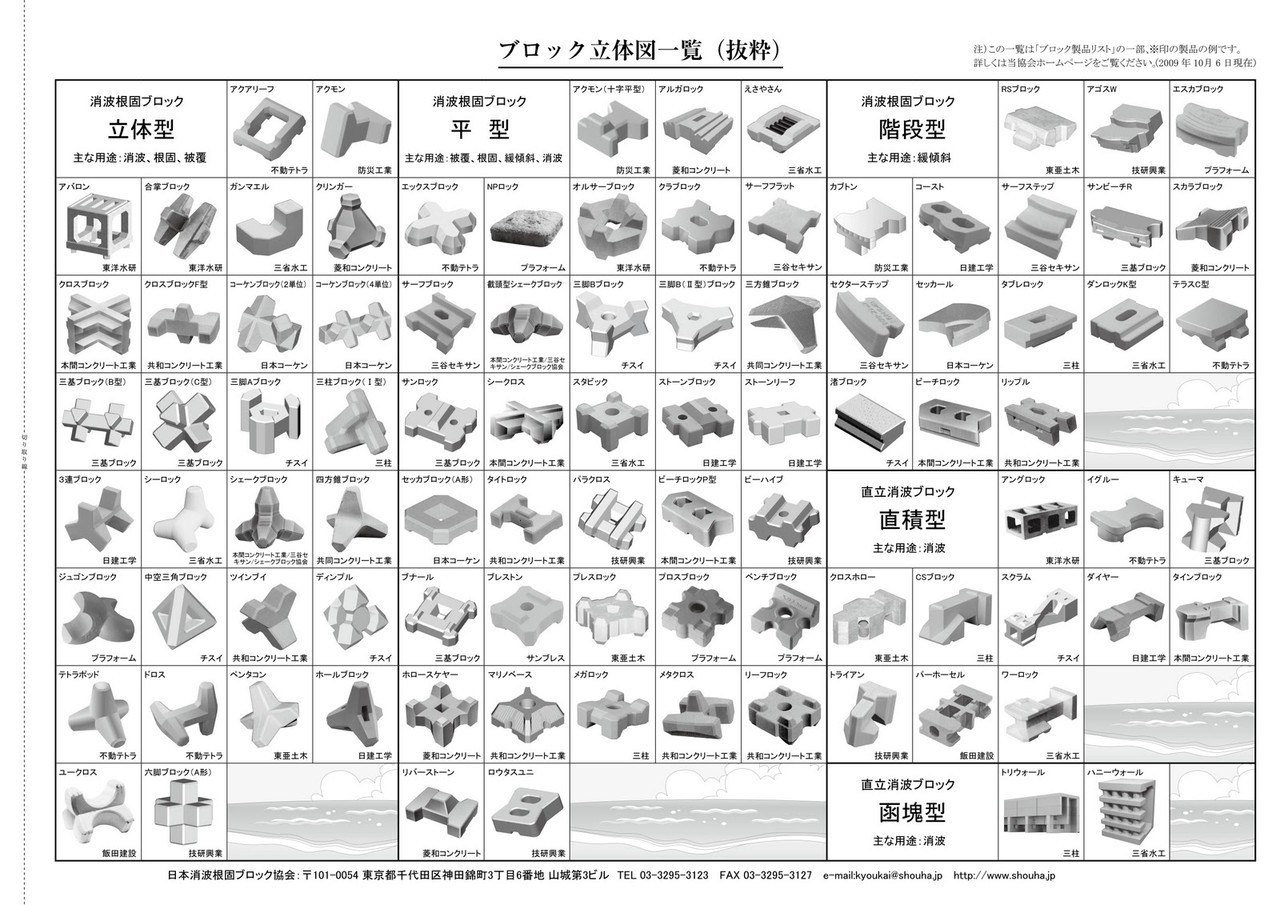 ブロック立体図一覧（抜粋）
注）この一覧は「ブロック製品リスト」の一部、※印の製品の例です。
詳しくは当協会ホームページをご覧ください。(2009年10月6日現在)
消波根固ブロック
立体型
主な用途：消波、根固、被覆
アクアリーフ
不動テトラ
アクモン
防災工業
消波根固ブロック
平 型
主な用途：被覆、根固、緩傾斜、消波
アクモン（十字平型）
防災工業
アルガロック
菱和コンクリート
えさやさん
三省水工
消波根固ブロック
階段型
主な用途：緩傾斜
RSブロック
東亜土木
アゴスW
技研興業
エスカブロック
プラフォーム
アバロン
東洋水研
合掌ブロック
東洋水研
ガンマエル
三省水工
クリンガー
菱和コンクリート
エックスブロック
不動テトラ
NPロック
プラフォーム
オルサーブロック
東洋水研
クラブロック
不動テトラ
サーフフラット
三谷セキサン
カブトン
防災工業
コースト
日建工学
サーフステップ
三谷セキサン
サンビーチR
三基ブロック
スカラブロック
菱和コンクリート
クロスブロック
本間コンクリート工業
クロスブロックF型
共和コンクリート工業
コーケンブロック（2単位）
日本コーケン
コーケンブロック（4単位）
日本コーケン
サーフブロック
三谷セキサン
截頭型シェークブロック
本間コンクリート工業/三谷セ
キサン/シェークブロック協会
三脚Bブロック
チスイ
三脚B（Ⅱ型）ブロック
チスイ
三方錐ブロック
共同コンクリート工業
セクターステップ
三谷セキサン
セッカール
日本コーケン
タブレロック
三柱
ダンロックK型
三省水工
テラスC型
不動テトラ
三基ブロック（B型）
三基ブロック
三基ブロック（C型）
三基ブロック
三脚Aブロック
チスイ
三柱ブロック（Ⅰ型）
三柱
サンロック
三基ブロック
シークロス
本間コンクリート工業
スタビック
三省水工
ストーンブロック
日建工学
ストーンリーフ
日建工学
渚ブロック
チスイ
ビーチロック
本間コンクリート工業
リップル
共和コンクリート工業
切り取り線
3連ブロック
日建工学
シーロック
三省水工
シェークブロック
本間コンクリート工業/三谷セ
キサン/シェークブロック協会
四方錐ブロック
共同コンクリート工業
セッカブロック（A形）
日本コーケン
タイトロック
共和コンクリート工業
パラクロス
技研興業
ビーチロックP型
本間コンクリート工業
ビーハイブ
技研興業
直立消波ブロック
直積型
主な用途：消波
アングロック
東洋水研
イグルー
不動テトラ
キューマ
三基ブロック
ジュゴンブロック
プラフォーム
中空三角ブロック
チスイ
ツインブイ
共和コンクリート工業
ディンプル
チスイ
ブナール
三基ブロック
プレストン
サンブレス
プレスロック
東亜土木
プロスブロック
プラフォーム
ベンチブロック
プラフォーム
クロスホロー
東亜土木
CSブロック
三柱
スクラム
チスイ
ダイヤー
日建工学
タインブロック
本間コンクリート工業
テトラポッド
不動テトラ
ドロス
不動テトラ
ペンタコン
東亜土木
ホールブロック
日建工学
ホロースケヤー
菱和コンクリート
マリノベース
共和コンクリート工業
メガロック
三柱
メタクロス
共和コンクリート工業
リーフロック
共和コンクリート工業
トライアン
技研興業
バーホーセル
飯田建設
ワーロック
三省水工
ユークロス
飯田建設
六脚ブロック（A形）
技研興業
リバーストーン
菱和コンクリート
ロウタスユニ
技研興業
直立消波ブロック
函塊型
主な用途：消波
トリウォール
三柱
ハニーウォール
三省水工
日本消波根固ブロック協会：〒101-0054 東京都千代田区神田錦町3丁目6番地 山城第3ビル TEL 03-3295-3123 FAX 03-3295-3127 e-mail:kyoukai@shouha.jp http://www.shouha.jp